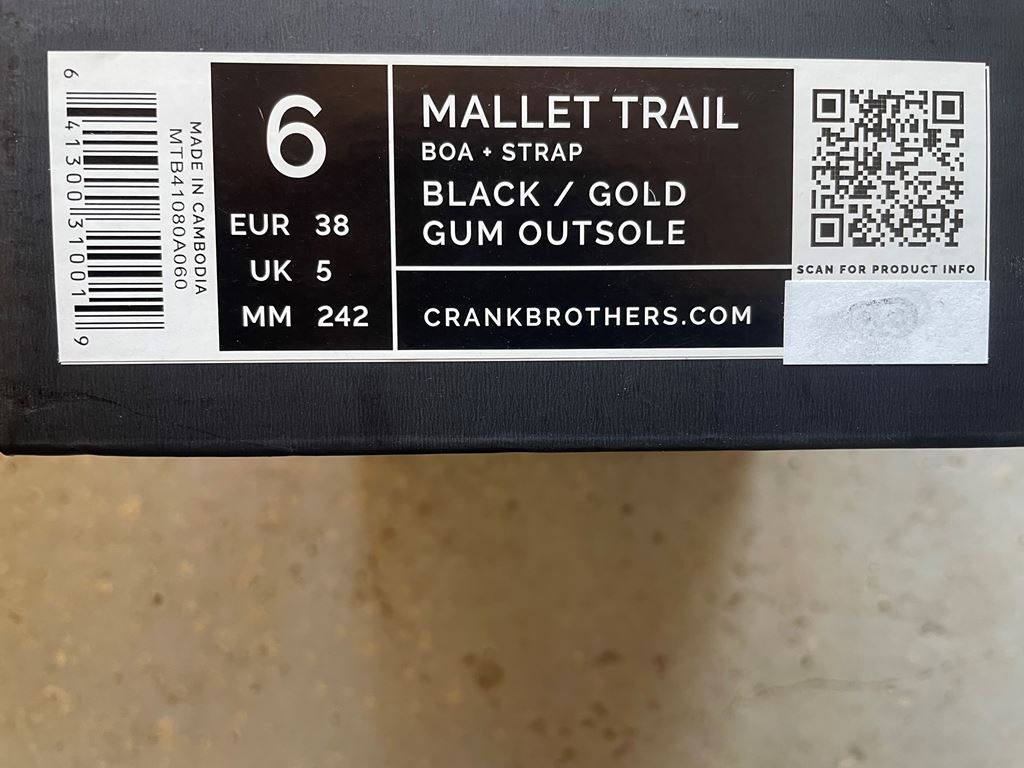 6 41300 31001 9
MADE IN CAMBODIA
MTB41080A060
6
EUR 38
UK 5
MM 242
MALLET TRAIL
BOA + STRAP
BLACK / GOLD
GUM OUTSOLE
CRANKBROTHERS.COM
SCAN FOR PRODUCT INFO